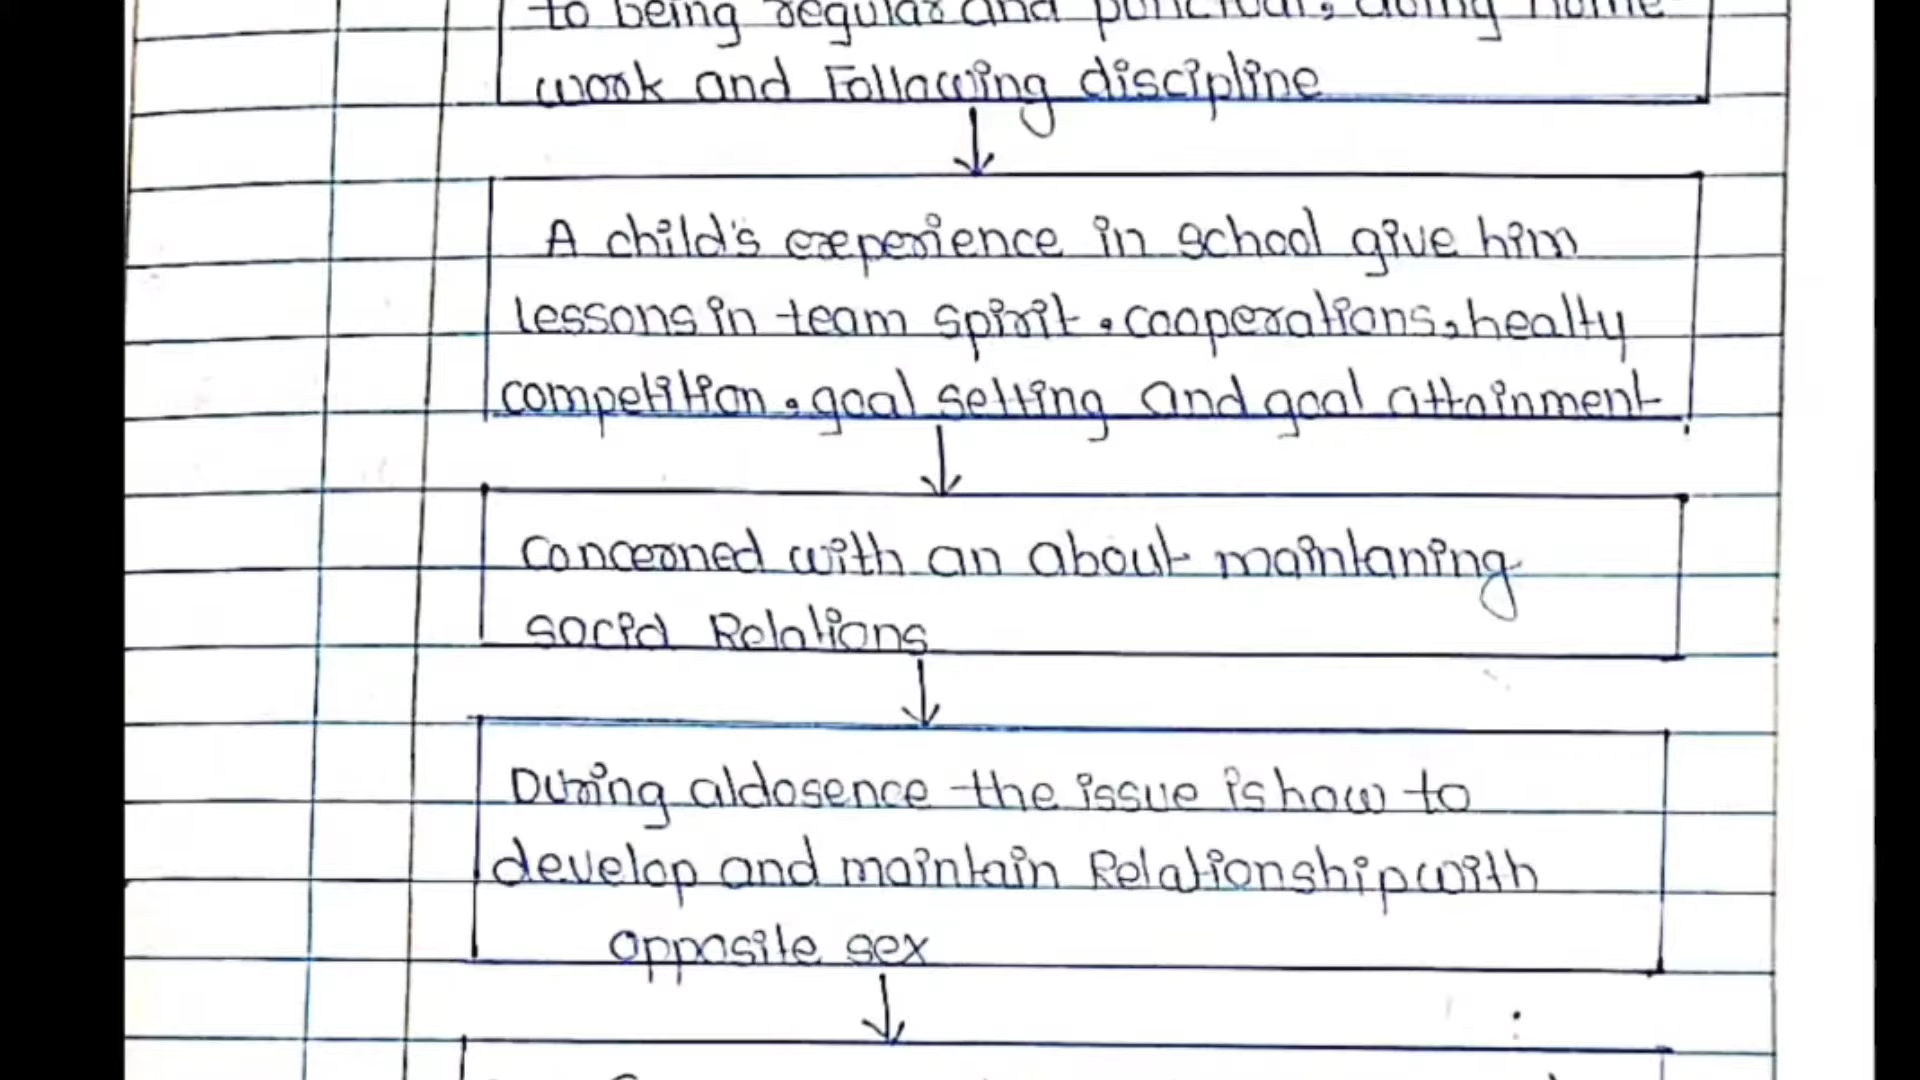 to being regular and punctual, doing home
work and Following discipline
A child's experience in school give him
lessons in team spirit. cooperations, healty
competition. goal setting and goal attainment
concerned with an about maintaning
social Relations
During aldosence the issue is how to
develop and maintain Relationship with
opposite sex